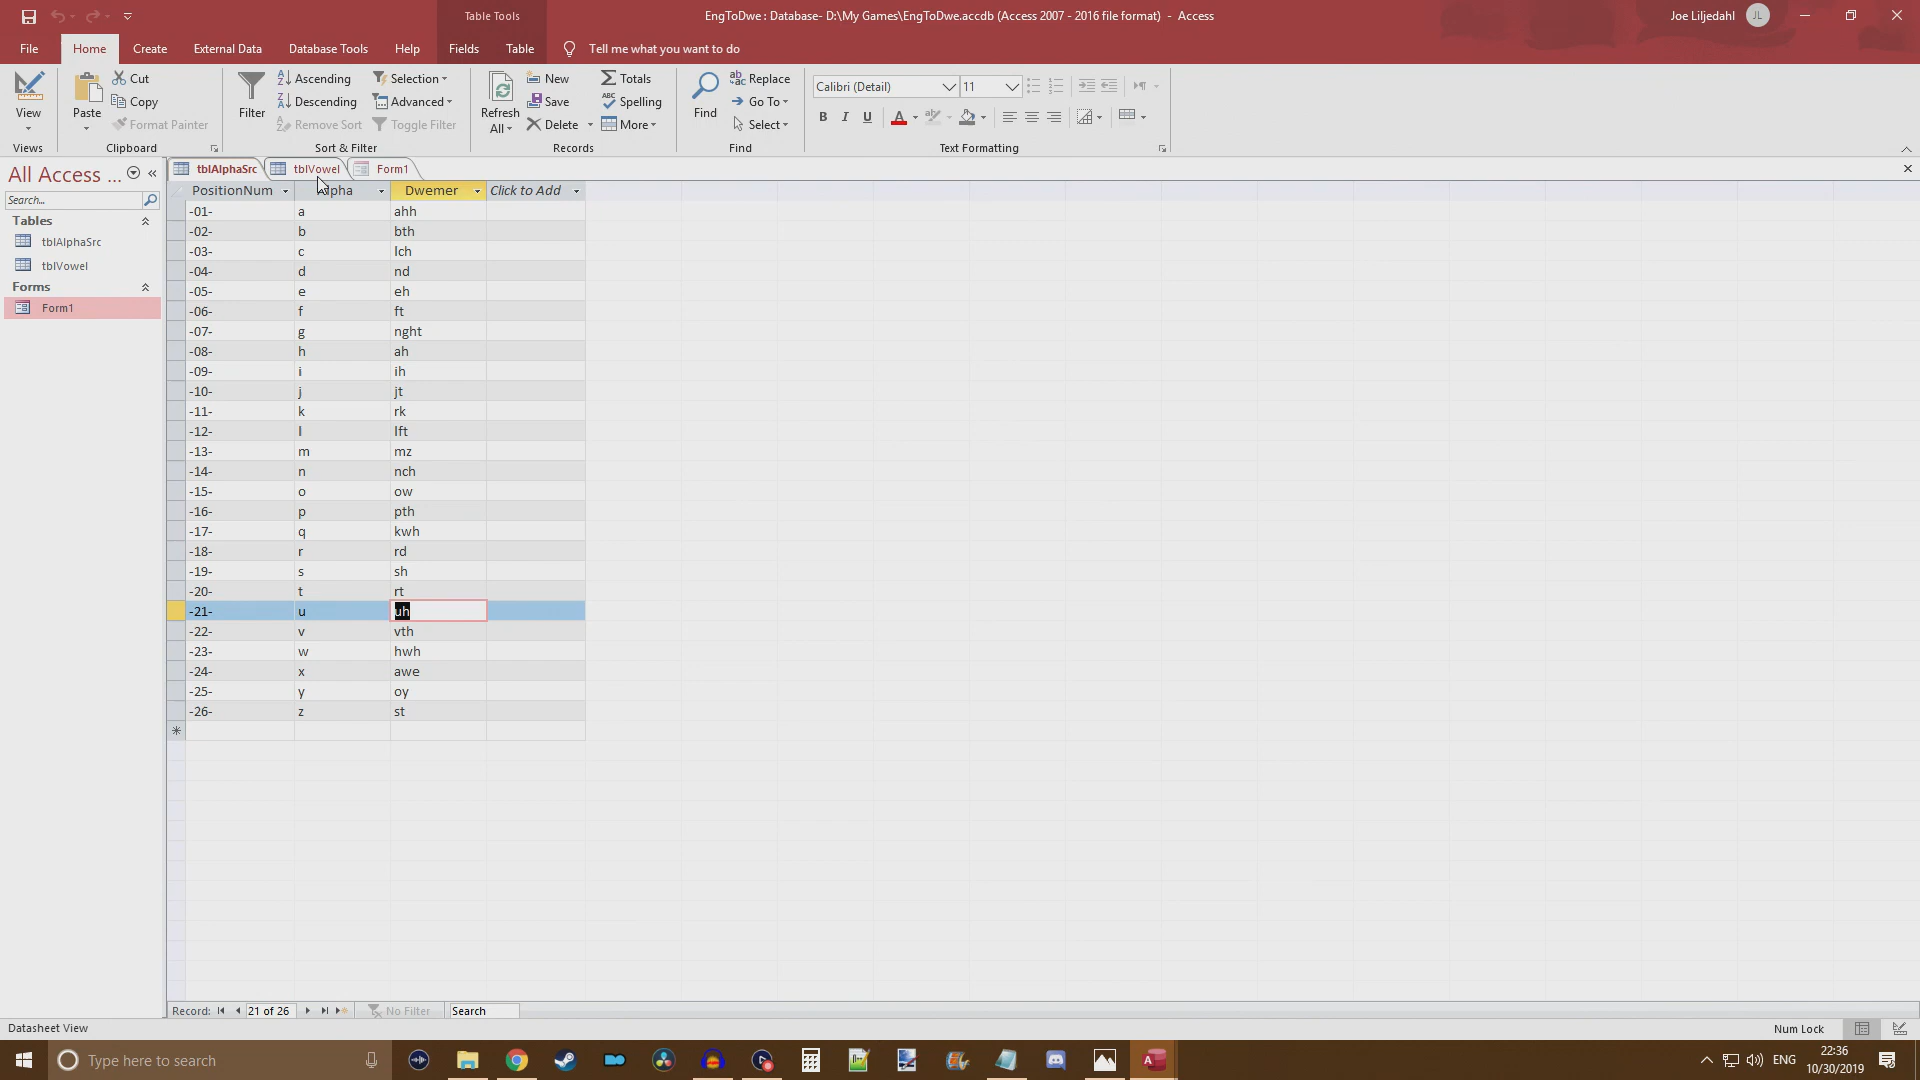 Table Tools
EngToDwe : Database- D:\My Games\EngToDwe.accdb (Access 2007 - 2016 file format) - Access
Joe Liljedahl
JL
File
Home
Create
External Data
Database Tools
Help
Fields
Table
Tell me what you want to do
View
Views
Paste
Cut
Copy
Format Painter
Clipboard
Filter
Ascending
Descending
Remove Sort
Selection
Advanced
Toggle Filter
Sort & Filter
Refresh
All
New
Save
Delete
Totals
Spelling
More
Records
Find
Replace
Go To
Select
Find
Calibri (Detail)
11
B I U
Text Formatting
All Access ...
Search...
Tables
tblAlphaSrc
tblVowel
Forms
Form1
tblAlphaSrc
tblVowel
Form1
PositionNum lpha Dwemer Click to Add
-01- a ahh
-02- b bth
-03- c lch
-04- d nd
-05- e eh
-06- f ft
-07- g nght
-08- h ah
-09- i ih
-10- j jt
-11- k rk
-12- l lft
-13- m mz
-14- n nch
-15- o ow
-16- p pth
-17- q kwh
-18- r rd
-19- s sh
-20- t rt
-21- u uh
-22- v vth
-23- w hwh
-24- x awe
-25- y oy
-26- z st
Record: 21 of 26 No Filter Search
Datasheet View
Num Lock
Type here to search
ENG
22:36
10/30/2019